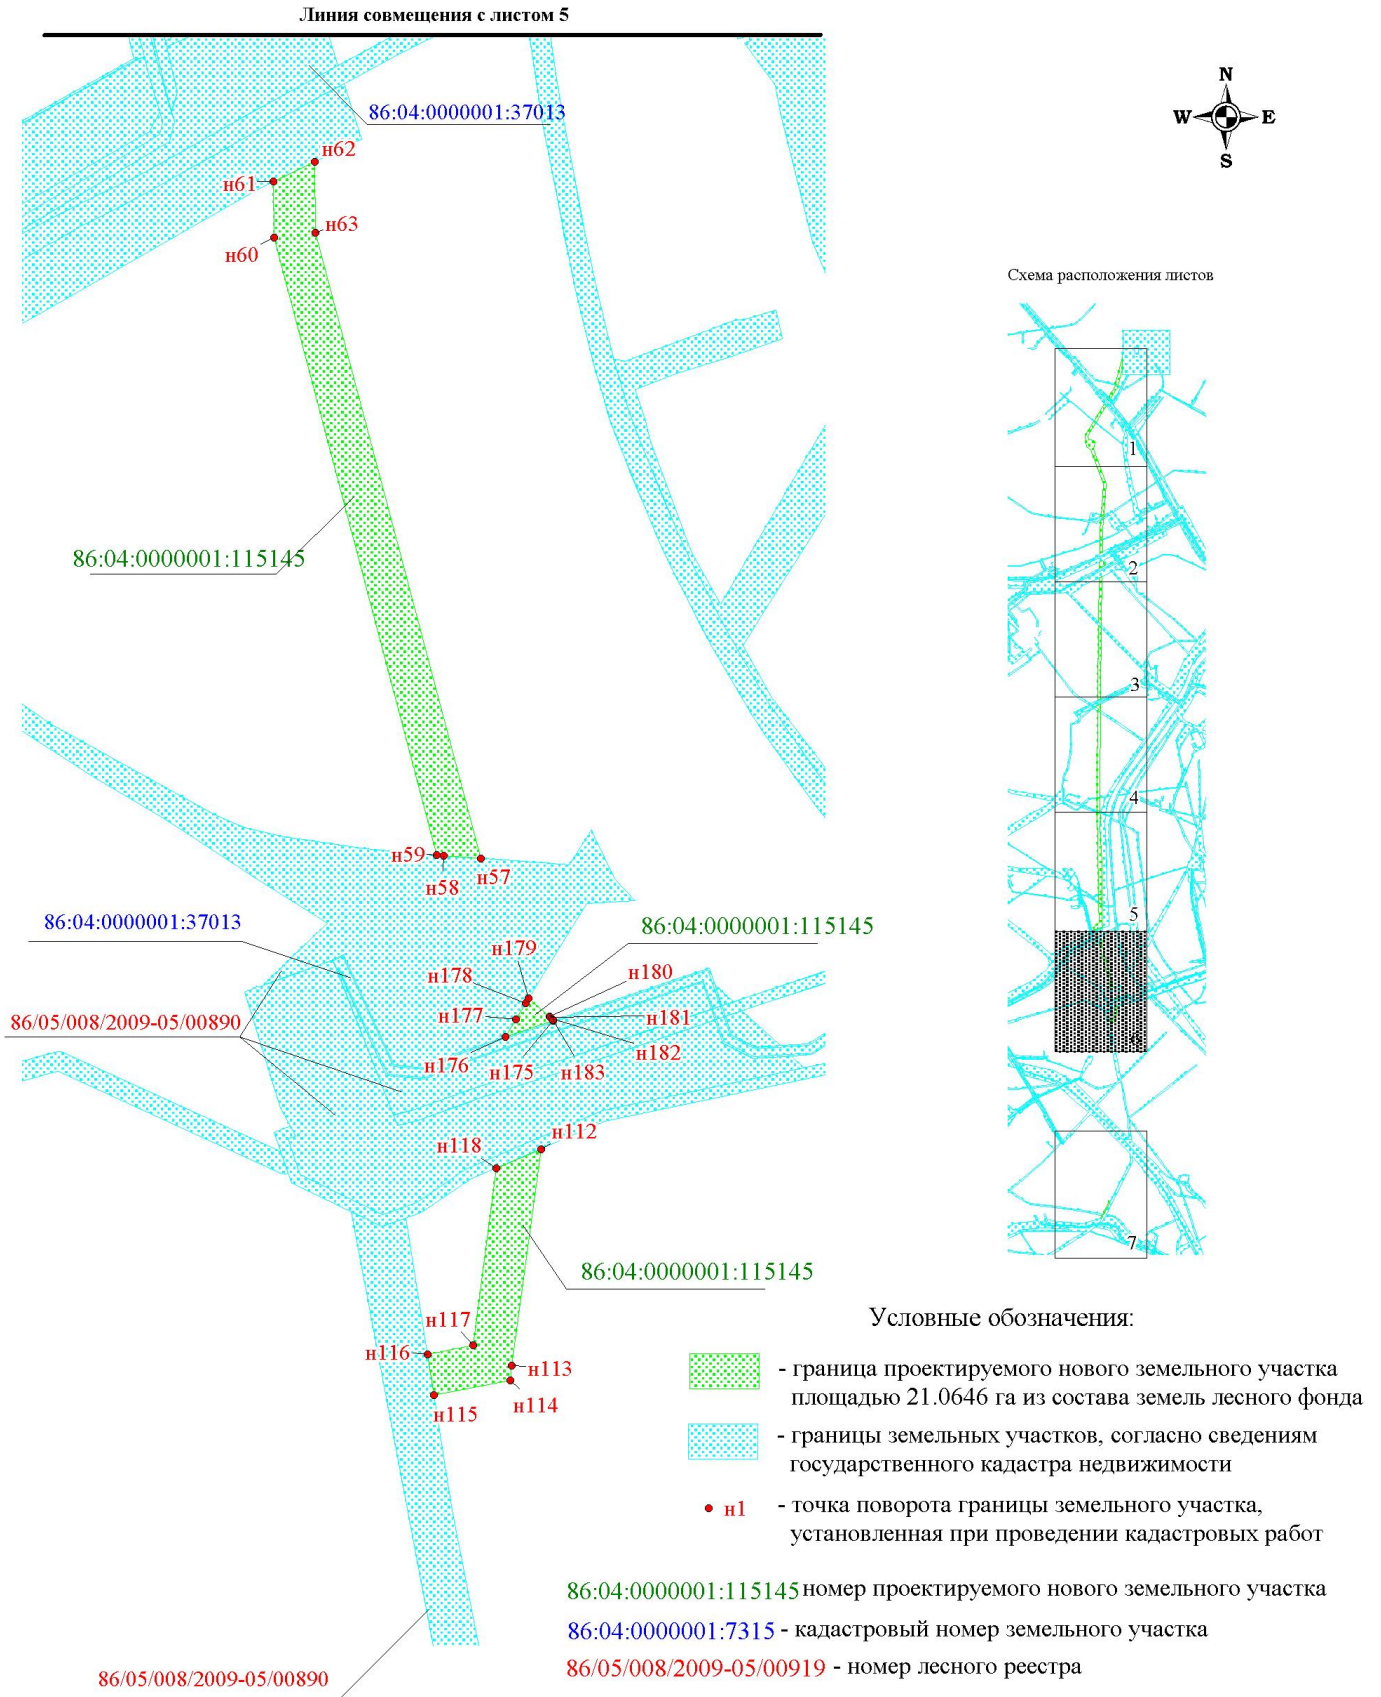 Линия совмещения с листом 5
86:04:0000001:37013
н62
н61
н63
н60
86:04:0000001:115145
н59
н58
н57
86:04:0000001:37013
86:04:0000001:115145
н179
н178
н180
н177
н181
86/05/008/2009-05/00890
н182
н176
н175
н183
н112
н118
86:04:0000001:115145
н117
н116
н113
н114
н115
86/05/008/2009-05/00890
N
W
E
S
Схема расположения листов
1
2
3
4
5
7
Условные обозначения:
- граница проектируемого нового земельного участка
площадью 21.0646 га из состава земель лесного фонда
- границы земельных участков, согласно сведениям
государственного кадастра недвижимости
н1 - точка поворота границы земельного участка,
установленная при проведении кадастровых работ
86:04:0000001:115145 номер проектируемого нового земельного участка
86:04:0000001:7315 - кадастровый номер земельного участка
86/05/008/2009-05/00919 - номер лесного реестра